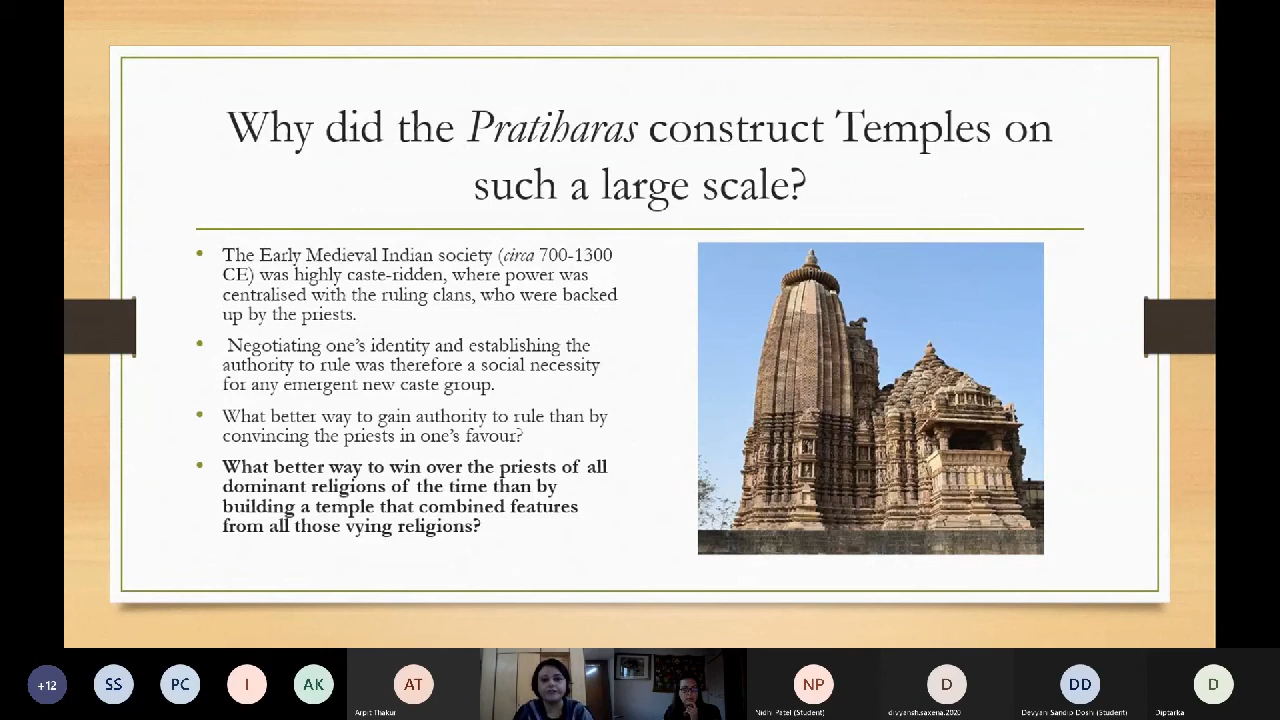 Why did the Pratiharas construct Temples on
such a large scale?
• The Early Medieval Indian society (circa 700-1300
CE) was highly caste-ridden, where power was
centralised with the ruling clans, who were backed
up by the priests.
• Negotiating one's identity and establishing the
authority to rule was therefore a social necessity
for any emergent new caste group.
• What better way to gain authority to rule than by
convincing the priests in one's favour?
• What better way to win over the priests of all
dominant religions of the time than by
building a temple that combined features
from all those vying religions?
+12
SS
PC
I
AK
AT
NP
D
DD
D
Arpit Thakur
Nidhi Patel (Student)
divyansh.saxena.2020
Devyani Sandip Doshi (Student)
Diptarka